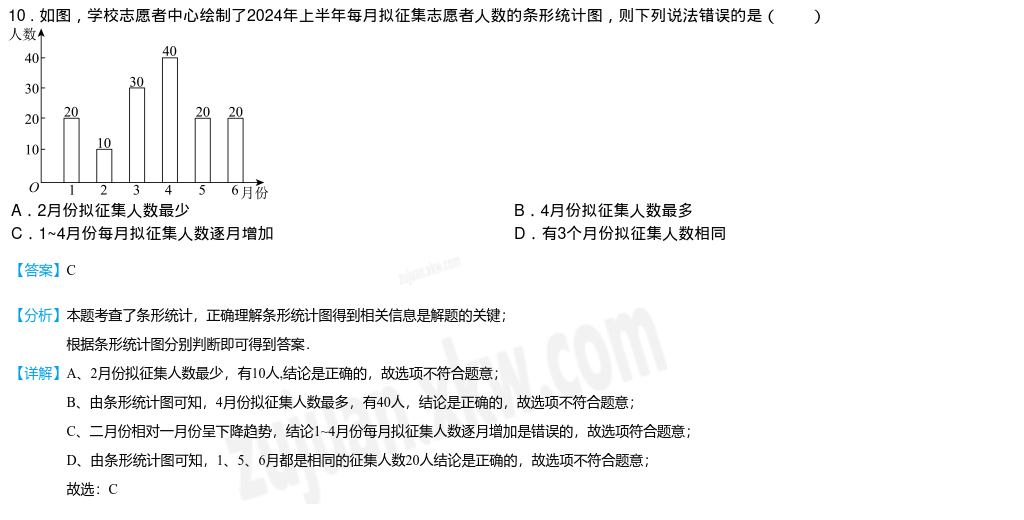 10．如图，学校志愿者中心绘制了2024年上半年每月拟征集志愿者人数的条形统计图，则下列说法错误的是（　　）
人数
40
40
30
30
20
20
20
20
10
10
O
1
2
3
4
5
6
月份
A．2月份拟征集人数最少
B．4月份拟征集人数最多
C．1~4月份每月拟征集人数逐月增加
D．有3个月份拟征集人数相同
【答案】C
zujuan.xkw.com
【分析】本题考查了条形统计，正确理解条形统计图得到相关信息是解题的关键；
根据条形统计图分别判断即可得到答案．
【详解】A、2月份拟征集人数最少，有10人,结论是正确的，故选项不符合题意；
B、由条形统计图可知，4月份拟征集人数最多，有40人，结论是正确的，故选项不符合题意；
C、二月份相对一月份呈下降趋势，结论1~4月份每月拟征集人数逐月增加是错误的，故选项符合题意；
D、由条形统计图可知，1、5、6月都是相同的征集人数20人结论是正确的，故选项不符合题意；
故选：C
zujuan.xkw.com